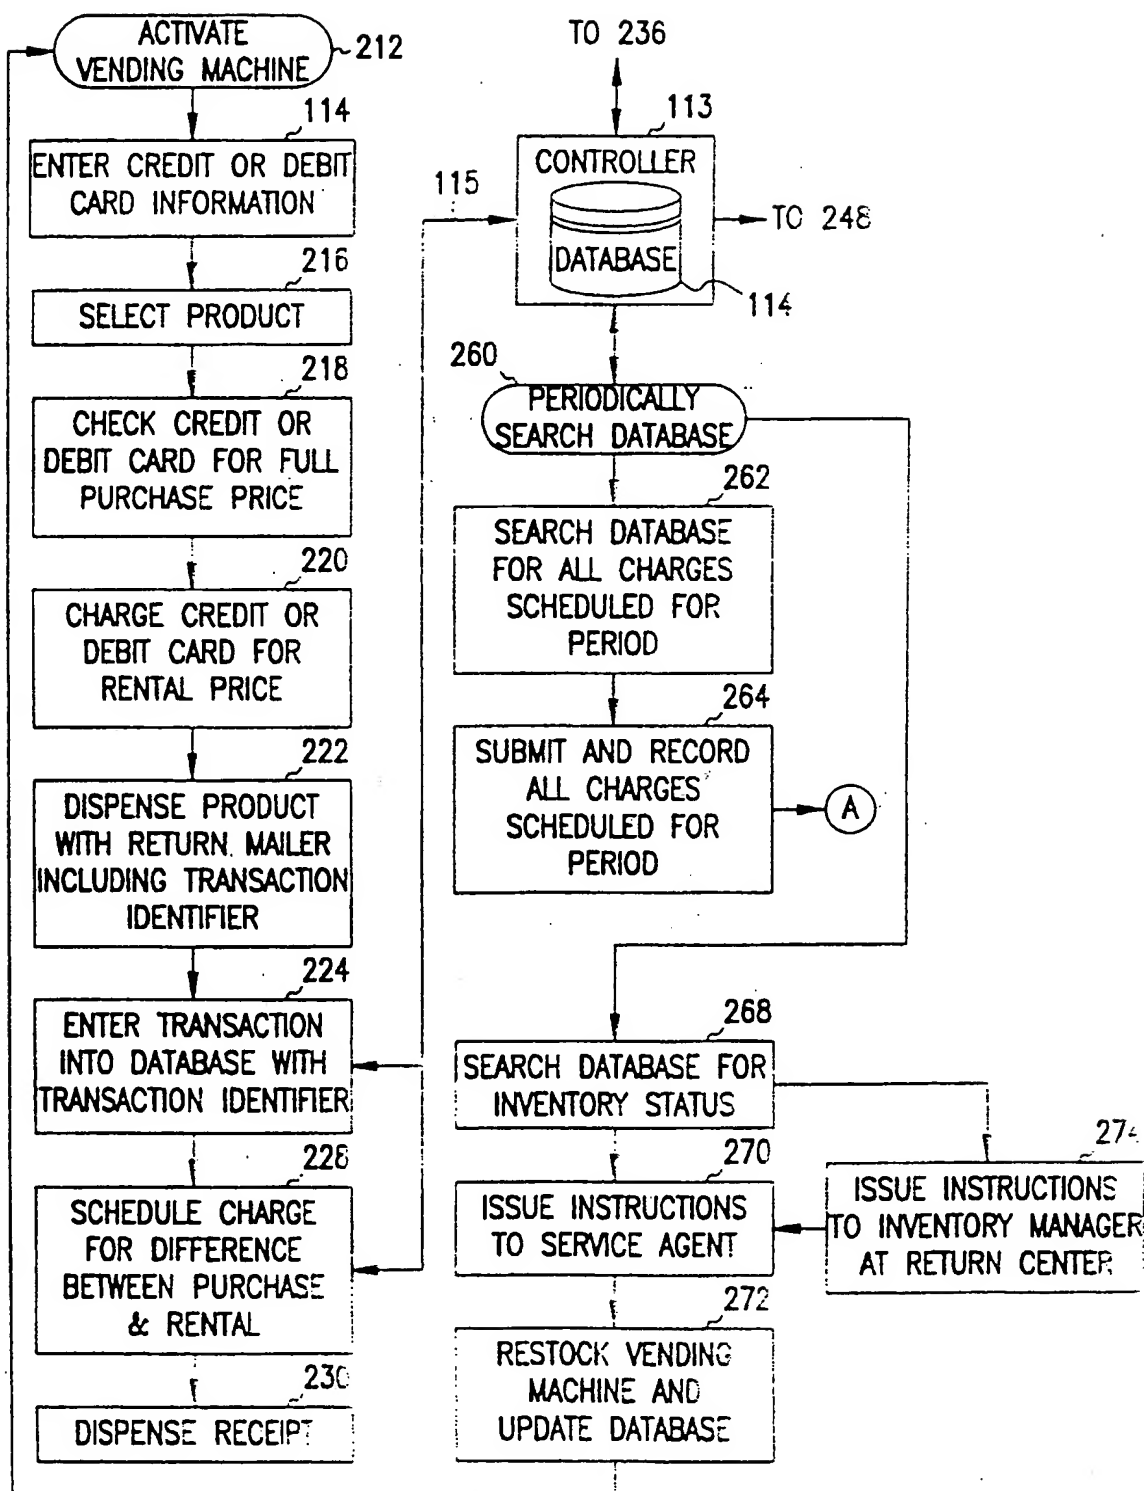 ACTIVATE
VENDING MACHINE
212
114
ENTER CREDIT OR DEBIT
CARD INFORMATION
216
SELECT PRODUCT
218
CHECK CREDIT OR
DEBIT CARD FOR FULL
PURCHASE PRICE
220
CHARGE CREDIT OR
DEBIT CARD FOR
RENTAL PRICE
222
DISPENSE PRODUCT
WITH RETURN MAILER
INCLUDING TRANSACTION
IDENTIFIER
224
ENTER TRANSACTION
INTO DATABASE WITH
TRANSACTION IDENTIFIER
228
SCHEDULE CHARGE
FOR DIFFERENCE
BETWEEN PURCHASE
& RENTAL
230
DISPENSE RECEIPT
TO 236
113
CONTROLLER
115
TO 248
DATABASE
114
260
PERIODICALLY
SEARCH DATABASE
262
SEARCH DATABASE
FOR ALL CHARGES
SCHEDULED FOR
PERIOD
264
SUBMIT AND RECORD
ALL CHARGES
SCHEDULED FOR
PERIOD
A
268
SEARCH DATABASE FOR
INVENTORY STATUS
270
ISSUE INSTRUCTIONS
TO SERVICE AGENT
274
ISSUE INSTRUCTIONS
TO INVENTORY MANAGER
AT RETURN CENTER
272
RESTOCK VENDING
MACHINE AND
UPDATE DATABASE